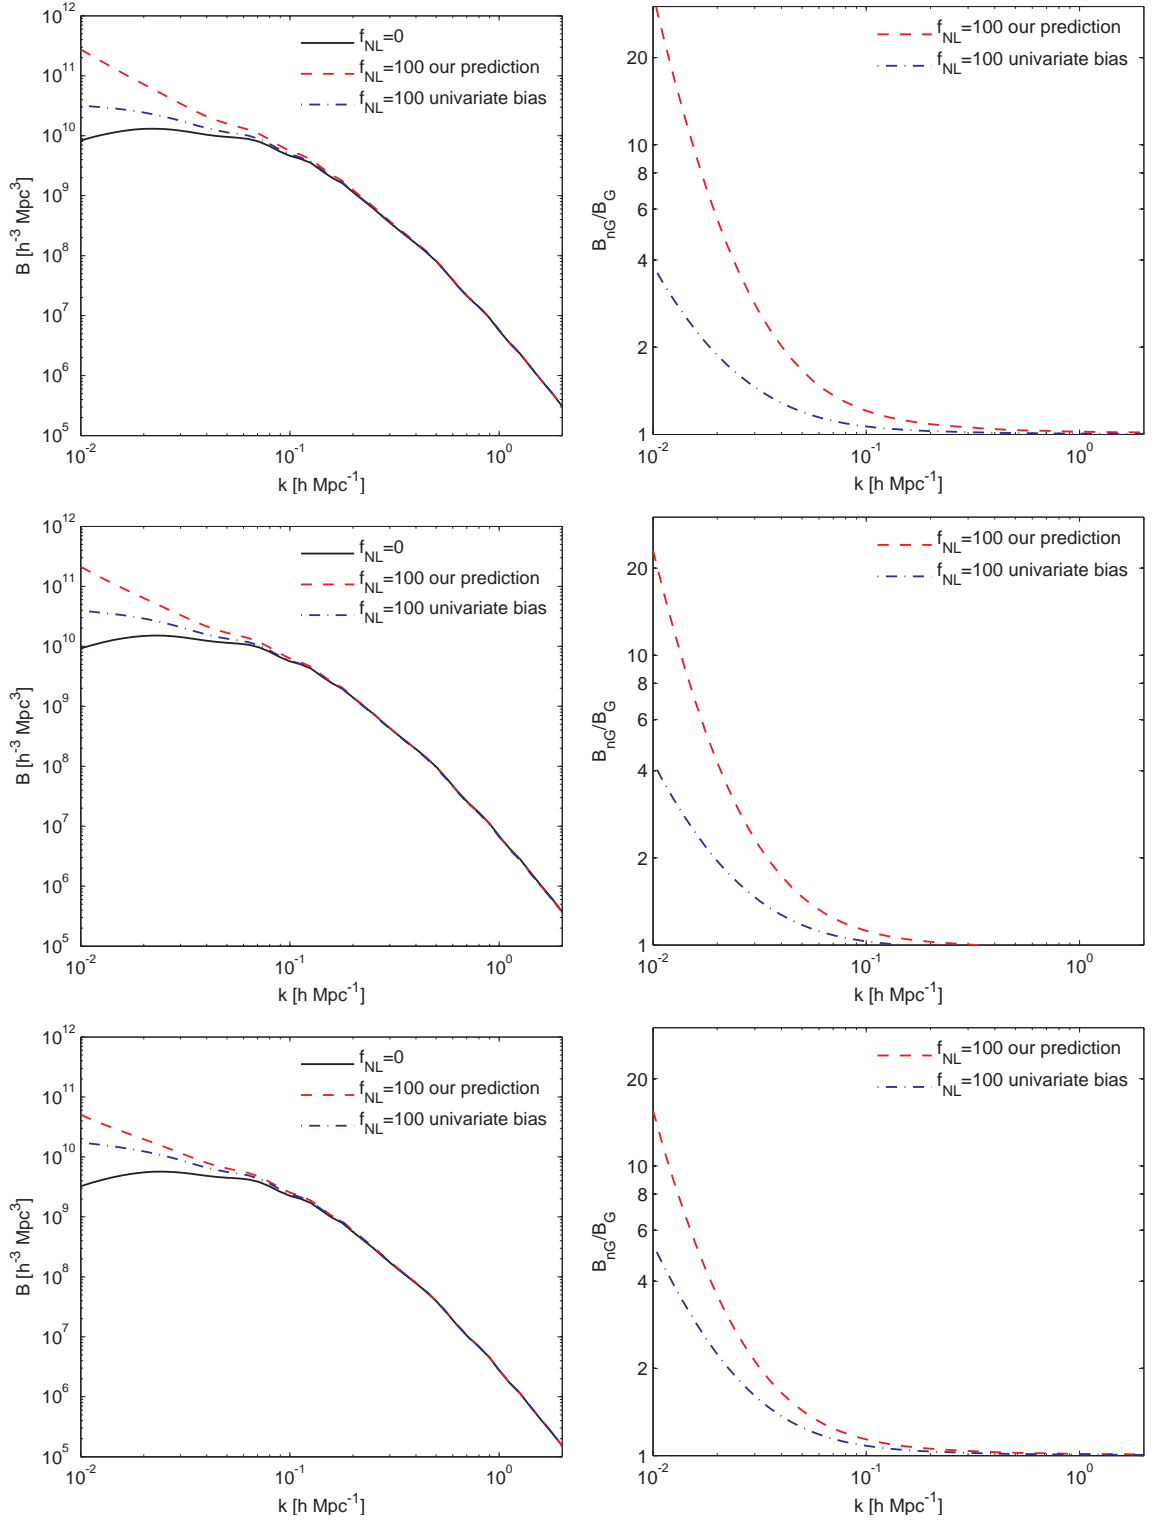 10^12
10^11
10^10
10^9
10^8
10^7
10^6
10^5
B [h^-3 Mpc^3]
f_NL=0
f_NL=100 our prediction
f_NL=100 univariate bias
10^-2
10^-1
10^0
k [h Mpc^-1]
20
10
8
6
4
2
1
B_nG/B_G
f_NL=100 our prediction
f_NL=100 univariate bias
10^-2
10^-1
10^0
k [h Mpc^-1]
10^12
10^11
10^10
10^9
10^8
10^7
10^6
10^5
B [h^-3 Mpc^3]
f_NL=0
f_NL=100 our prediction
f_NL=100 univariate bias
10^-2
10^-1
10^0
k [h Mpc^-1]
20
10
8
6
4
2
1
B_nG/B_G
f_NL=100 our prediction
f_NL=100 univariate bias
10^-2
10^-1
10^0
k [h Mpc^-1]
10^12
10^11
10^10
10^9
10^8
10^7
10^6
10^5
B [h^-3 Mpc^3]
f_NL=0
f_NL=100 our prediction
f_NL=100 univariate bias
10^-2
10^-1
10^0
k [h Mpc^-1]
20
10
8
6
4
2
1
B_nG/B_G
f_NL=100 our prediction
f_NL=100 univariate bias
10^-2
10^-1
10^0
k [h Mpc^-1]